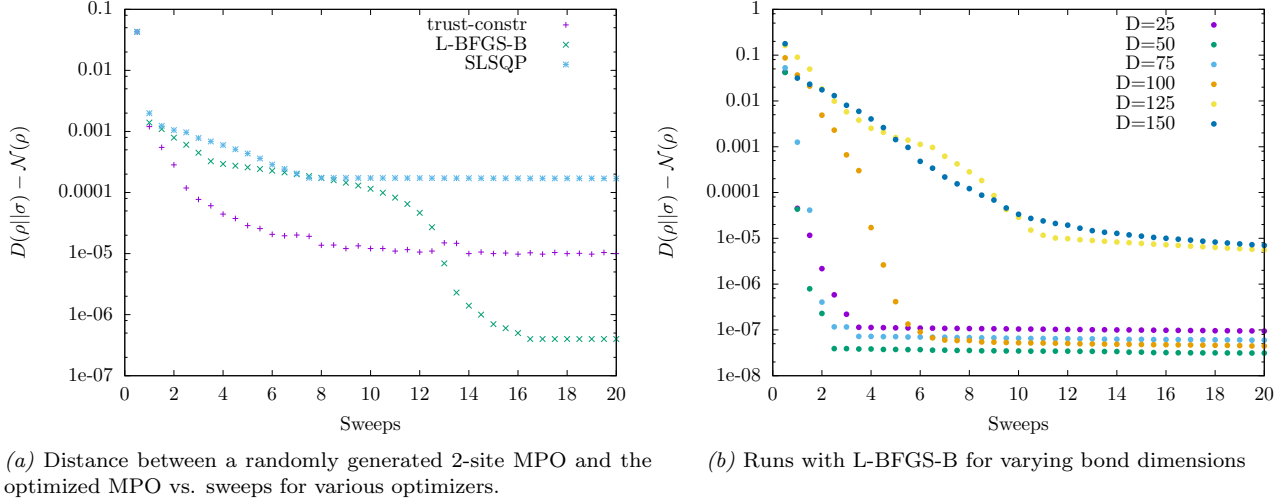 0.1
0.01
0.001
0.0001
1e-05
1e-06
1e-07
0 2 4 6 8 10 12 14 16 18 20
D(ρ||σ) − 𝒩(ρ)
Sweeps
trust-constr
L-BFGS-B
SLSQP
(a) Distance between a randomly generated 2-site MPO and the
optimized MPO vs. sweeps for various optimizers.
1
0.1
0.01
0.001
0.0001
1e-05
1e-06
1e-07
1e-08
0 2 4 6 8 10 12 14 16 18 20
D(ρ||σ) − 𝒩(ρ)
Sweeps
D=25
D=50
D=75
D=100
D=125
D=150
(b) Runs with L-BFGS-B for varying bond dimensions